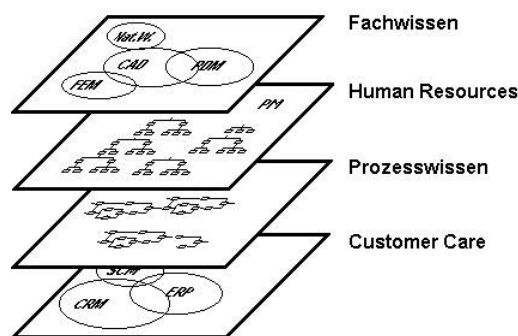 Fachwissen
Nat.W.
CAD
RDM
FEM
Human Resources
PM
Prozesswissen
Customer Care
SCM
ERP
CRM